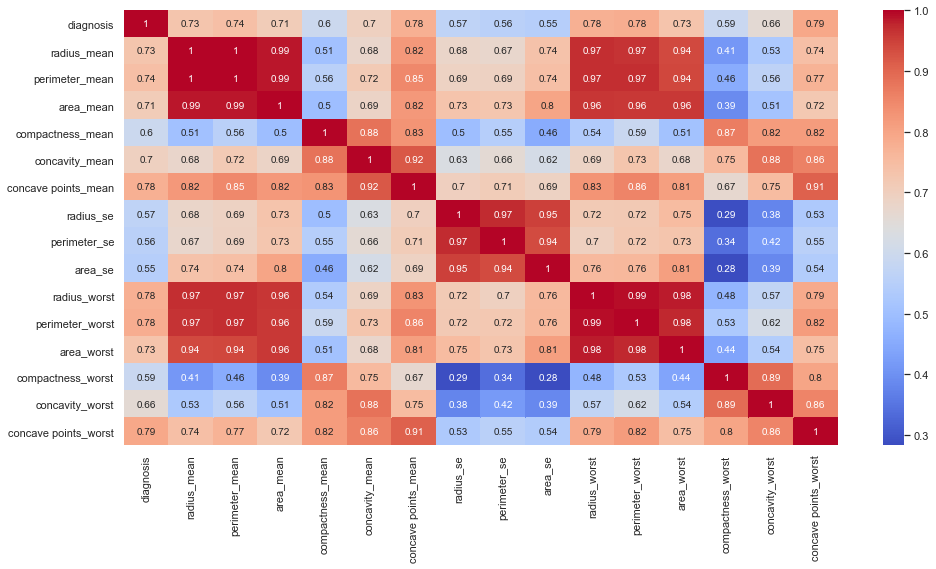 diagnosis 1 0.73 0.74 0.71 0.6 0.7 0.78 0.57 0.56 0.55 0.78 0.78 0.73 0.59 0.66 0.79
radius_mean 0.73 1 1 0.99 0.51 0.68 0.82 0.68 0.67 0.74 0.97 0.97 0.94 0.41 0.53 0.74
perimeter_mean 0.74 1 1 0.99 0.56 0.72 0.85 0.69 0.69 0.74 0.97 0.97 0.94 0.46 0.56 0.77
area_mean 0.71 0.99 0.99 1 0.5 0.69 0.82 0.73 0.73 0.8 0.96 0.96 0.96 0.39 0.51 0.72
compactness_mean 0.6 0.51 0.56 0.5 1 0.88 0.83 0.5 0.55 0.46 0.54 0.59 0.51 0.87 0.82 0.82
concavity_mean 0.7 0.68 0.72 0.69 0.88 1 0.92 0.63 0.66 0.62 0.69 0.73 0.68 0.75 0.88 0.86
concave points_mean 0.78 0.82 0.85 0.82 0.83 0.92 1 0.7 0.71 0.69 0.83 0.86 0.81 0.67 0.75 0.91
radius_se 0.57 0.68 0.69 0.73 0.5 0.63 0.7 1 0.97 0.95 0.72 0.72 0.75 0.29 0.38 0.53
perimeter_se 0.56 0.67 0.69 0.73 0.55 0.66 0.71 0.97 1 0.94 0.7 0.72 0.73 0.34 0.42 0.55
area_se 0.55 0.74 0.74 0.8 0.46 0.62 0.69 0.95 0.94 1 0.76 0.76 0.81 0.28 0.39 0.54
radius_worst 0.78 0.97 0.97 0.96 0.54 0.69 0.83 0.72 0.7 0.76 1 0.99 0.98 0.48 0.57 0.79
perimeter_worst 0.78 0.97 0.97 0.96 0.59 0.73 0.86 0.72 0.72 0.76 0.99 1 0.98 0.53 0.62 0.82
area_worst 0.73 0.94 0.94 0.96 0.51 0.68 0.81 0.75 0.73 0.81 0.98 0.98 1 0.44 0.54 0.75
compactness_worst 0.59 0.41 0.46 0.39 0.87 0.75 0.67 0.29 0.34 0.28 0.48 0.53 0.44 1 0.89 0.8
concavity_worst 0.66 0.53 0.56 0.51 0.82 0.88 0.75 0.38 0.42 0.39 0.57 0.62 0.54 0.89 1 0.86
concave points_worst 0.79 0.74 0.77 0.72 0.82 0.86 0.91 0.53 0.55 0.54 0.79 0.82 0.75 0.8 0.86 1
diagnosis
radius_mean
perimeter_mean
area_mean
compactness_mean
concavity_mean
concave points_mean
radius_se
perimeter_se
area_se
radius_worst
perimeter_worst
area_worst
compactness_worst
concavity_worst
concave points_worst
1.0
0.9
0.8
0.7
0.6
0.5
0.4
0.3